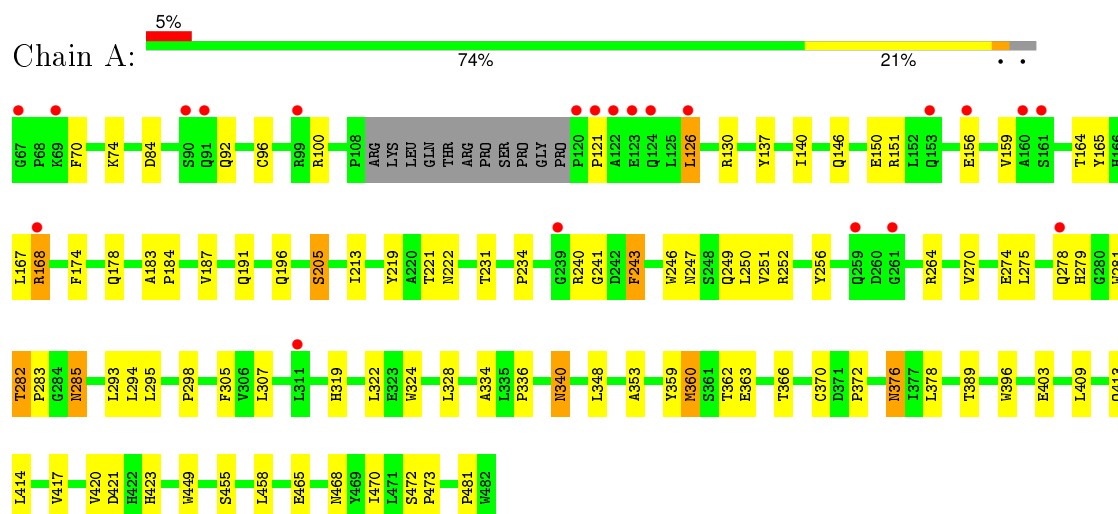 5%
Chain A:
74%
21%
G67 P68 K69 F70 K74 D84 S90 Q91 Q92 C96 R99 R100 P108 ARG LYS LEU GLN THR ARG PRO SER PRO GLY PRO P120 P121 A122 E123 Q124 L125 L126 R130 Y137 I140 Q146 E150 R151 L152 Q153 E156 V159 A160 S161 T164 Y165 H166
L167 R168 F174 Q178 A183 P184 V187 Q191 Q196 S205 I213 Y219 A220 T221 N222 T231 P234 G239 R240 G241 D242 F243 W246 N247 S248 Q249 L250 V251 R252 Y256 Q259 D260 G261 R264 V270 E274 L275 Q278 H279 G280 W281
T282 P283 G284 N285 L293 L294 L295 P298 F305 V306 L307 L311 H319 L322 E323 W324 L328 A334 L335 P336 N340 L348 A353 Y359 M360 S361 T362 E363 T366 C370 D371 P372 N376 I377 L378 T389 W396 E403 L409 Q413
L414 V417 V420 D421 H422 H423 W449 S455 L458 E465 N468 Y469 I470 L471 S472 P473 P481 W482